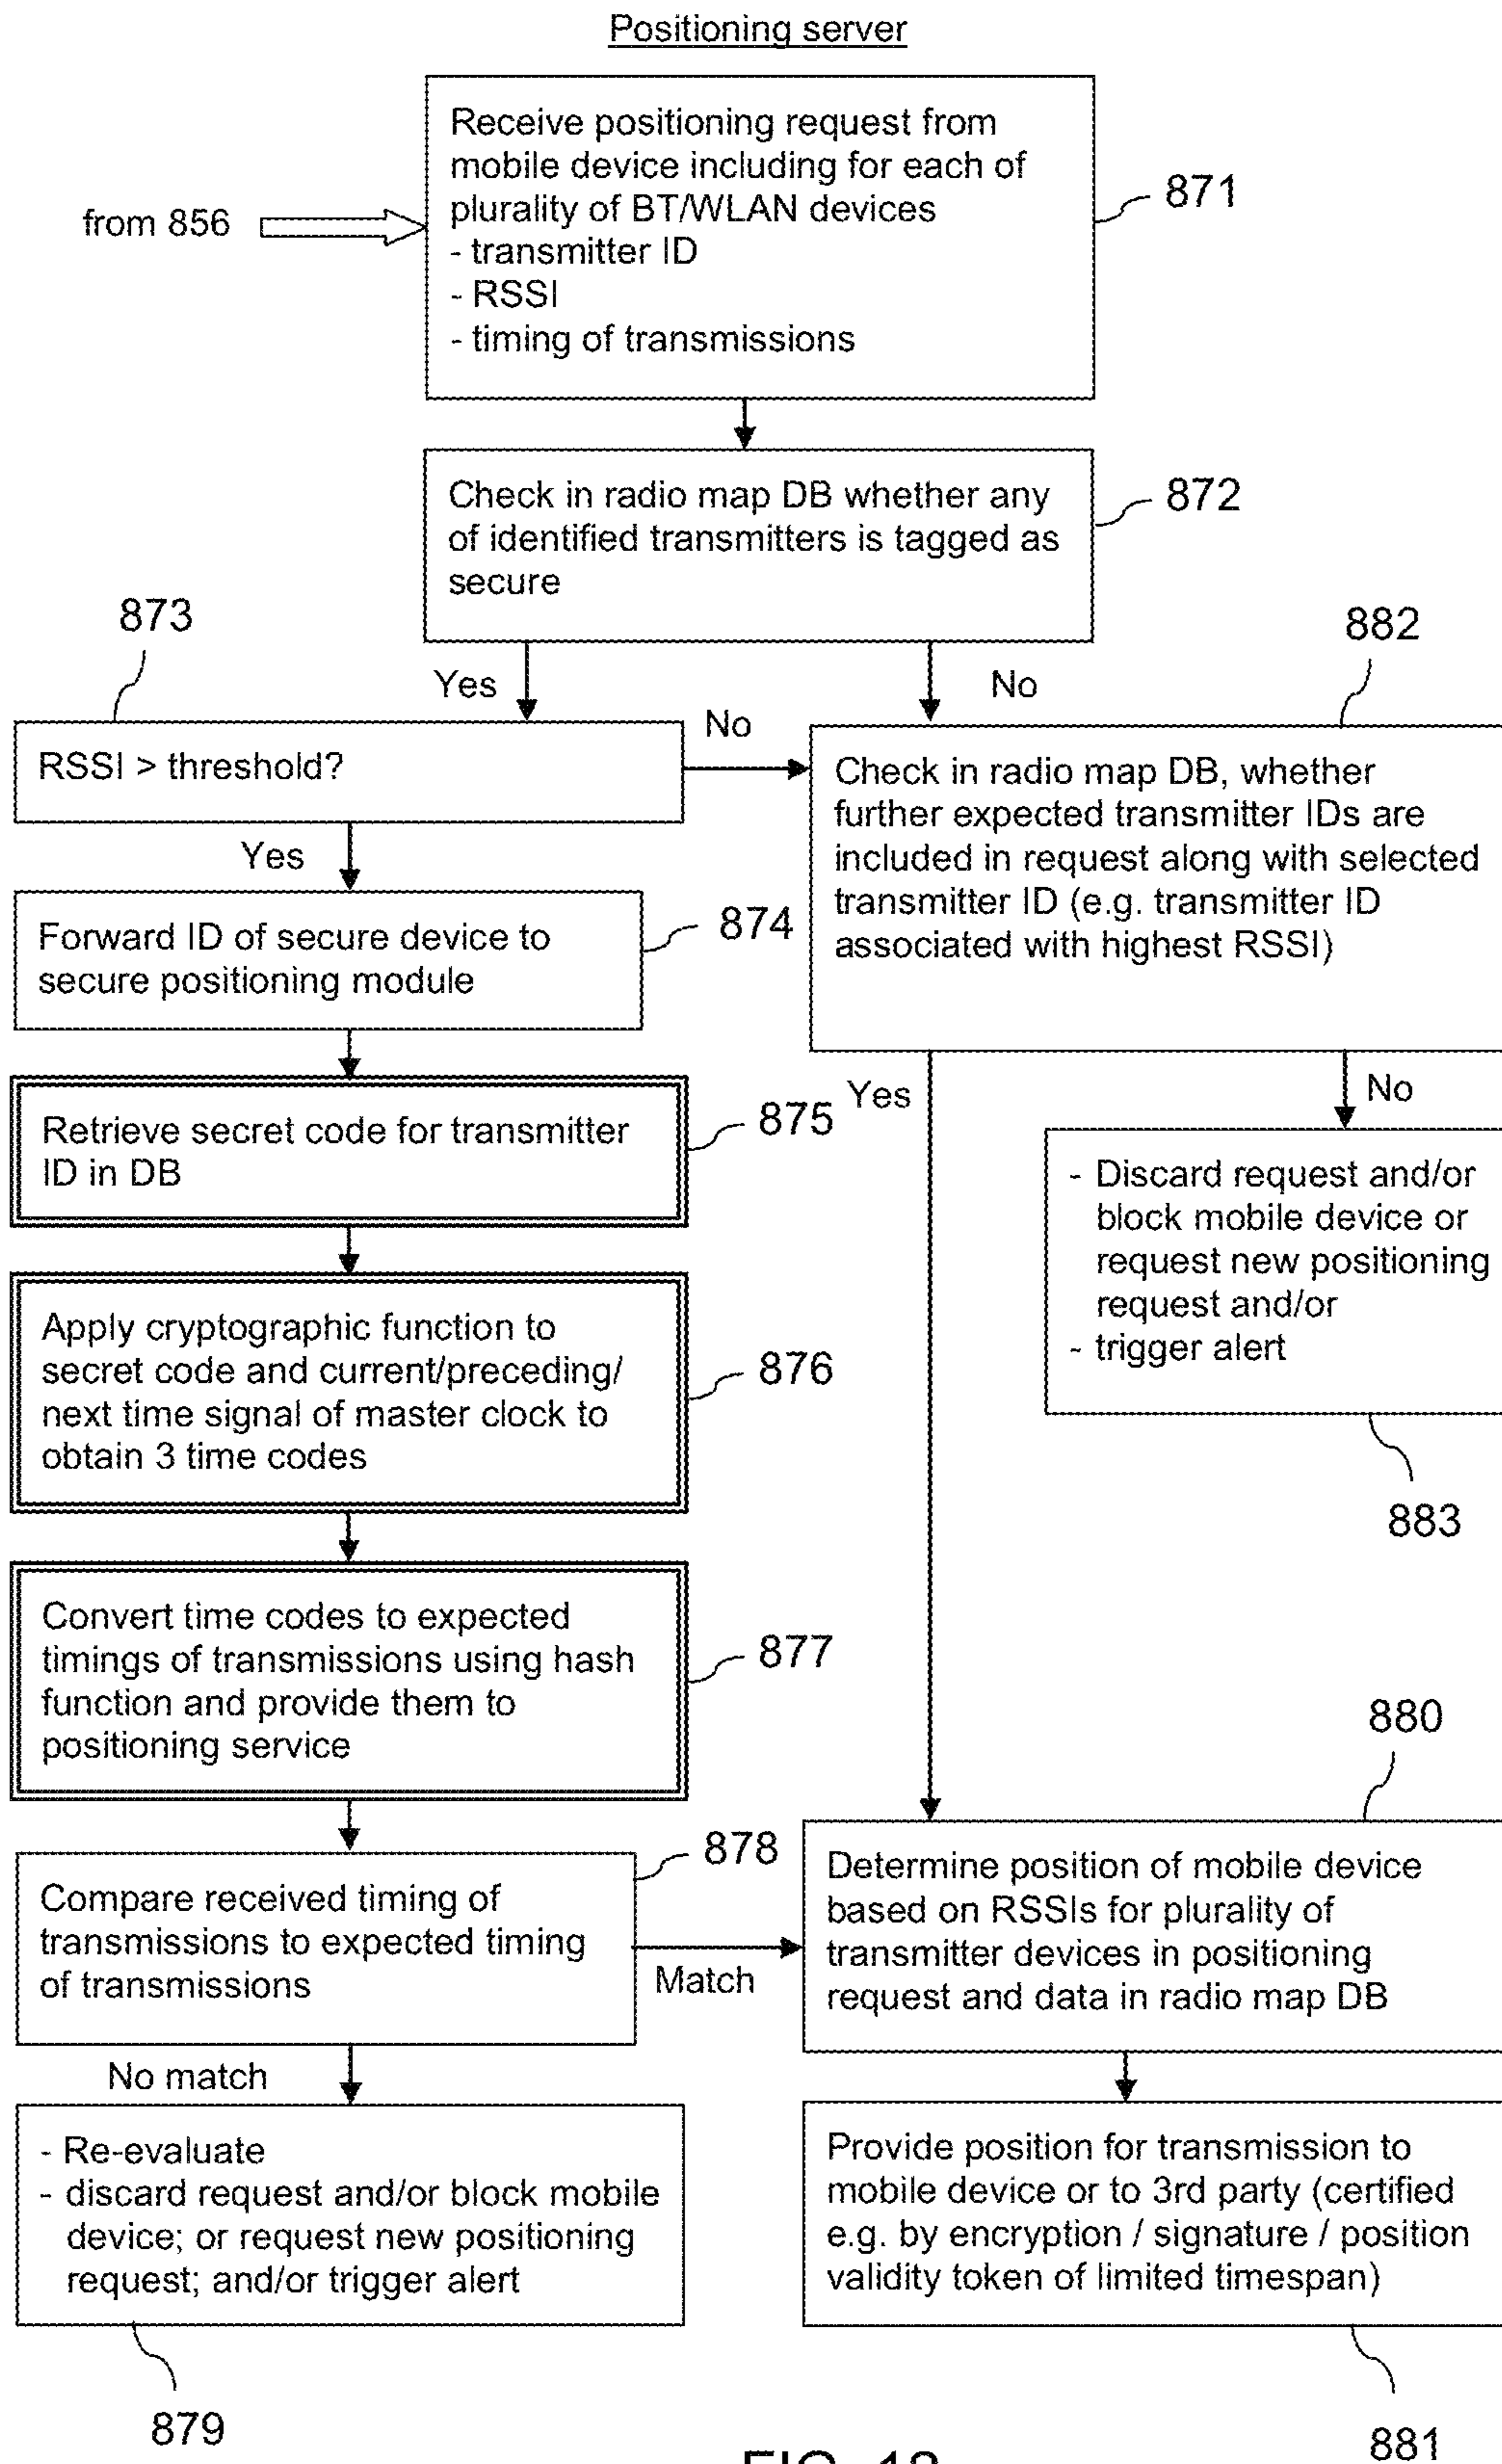 Positioning server
Receive positioning request from
mobile device including for each of
plurality of BT/WLAN devices
- transmitter ID
- RSSI
- timing of transmissions
871
from 856
Check in radio map DB whether any
of identified transmitters is tagged as
secure
872
873
Yes
No
882
RSSI > threshold?
No
Check in radio map DB, whether
further expected transmitter IDs are
included in request along with selected
transmitter ID (e.g. transmitter ID
associated with highest RSSI)
Yes
Forward ID of secure device to
secure positioning module
874
Retrieve secret code for transmitter
ID in DB
875
Yes
No
- Discard request and/or
block mobile device or
request new positioning
request and/or
- trigger alert
883
Apply cryptographic function to
secret code and current/preceding/
next time signal of master clock to
obtain 3 time codes
876
Convert time codes to expected
timings of transmissions using hash
function and provide them to
positioning service
877
880
878
Compare received timing of
transmissions to expected timing
of transmissions
Match
Determine position of mobile device
based on RSSIs for plurality of
transmitter devices in positioning
request and data in radio map DB
No match
- Re-evaluate
- discard request and/or block mobile
device; or request new positioning
request; and/or trigger alert
879
Provide position for transmission to
mobile device or to 3rd party (certified
e.g. by encryption / signature / position
validity token of limited timespan)
881